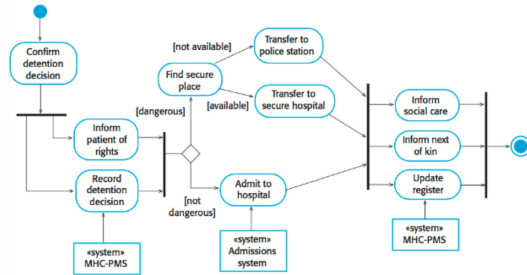 Confirm
detention
decision
Inform
patient of
rights
Record
detention
decision
«system»
MHC-PMS
[dangerous]
[not
dangerous]
Find secure
place
[not available]
[available]
Transfer to
police station
Transfer to
secure hospital
Admit to
hospital
«system»
Admissions
system
Inform
social care
Inform next
of kin
Update
register
«system»
MHC-PMS